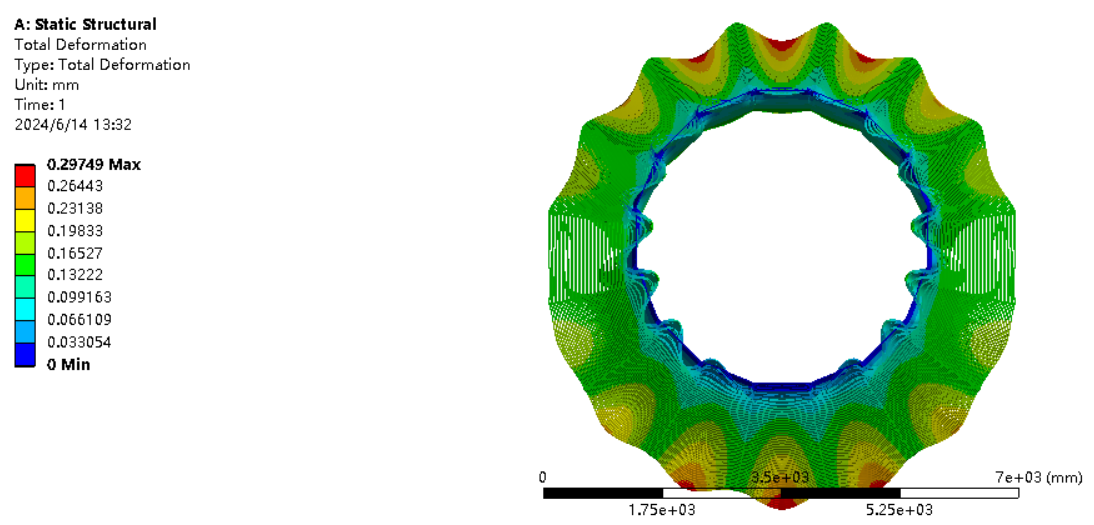 A: Static Structural
Total Deformation
Type: Total Deformation
Unit: mm
Time: 1
2024/6/14 13:32
0.29749 Max
0.26443
0.23138
0.19833
0.16527
0.13222
0.099163
0.066109
0.033054
0 Min
0 3.5e+03 7e+03 (mm)
1.75e+03 5.25e+03